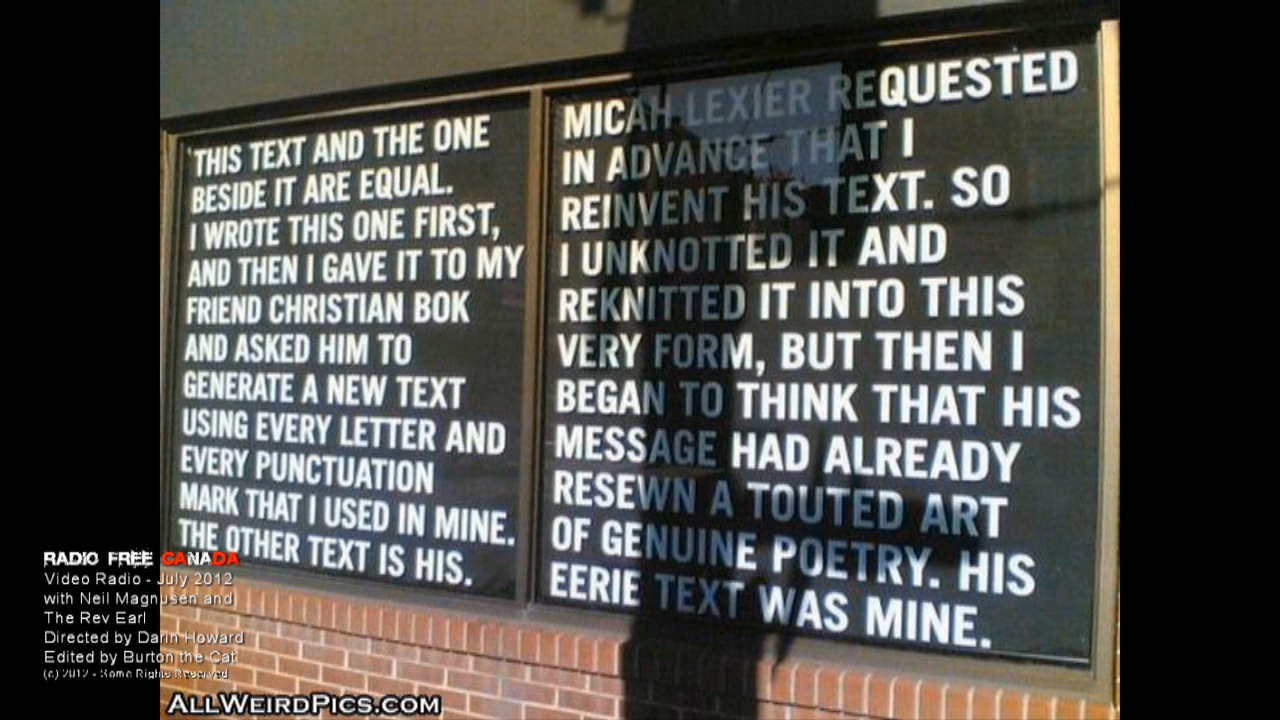 THIS TEXT AND THE ONE
BESIDE IT ARE EQUAL.
I WROTE THIS ONE FIRST,
AND THEN I GAVE IT TO MY
FRIEND CHRISTIAN BOK
AND ASKED HIM TO
GENERATE A NEW TEXT
USING EVERY LETTER AND
EVERY PUNCTUATION
MARK THAT I USED IN MINE.
THE OTHER TEXT IS HIS.
MICAH LEXIER REQUESTED
IN ADVANCE THAT I
REINVENT HIS TEXT. SO
I UNKNOTTED IT AND
REKNITTED IT INTO THIS
VERY FORM, BUT THEN I
BEGAN TO THINK THAT HIS
MESSAGE HAD ALREADY
RESEWN A TOUTED ART
OF GENUINE POETRY. HIS
EERIE TEXT WAS MINE.
RADIO FREE CANADA
Video Radio - July 2012
with Neil Magnusen and
The Rev Earl
Directed by Darin Howard
Edited by Burton the Cat
(c) 2012 - Some Rights Reserved
ALLWEIRDPICS.COM